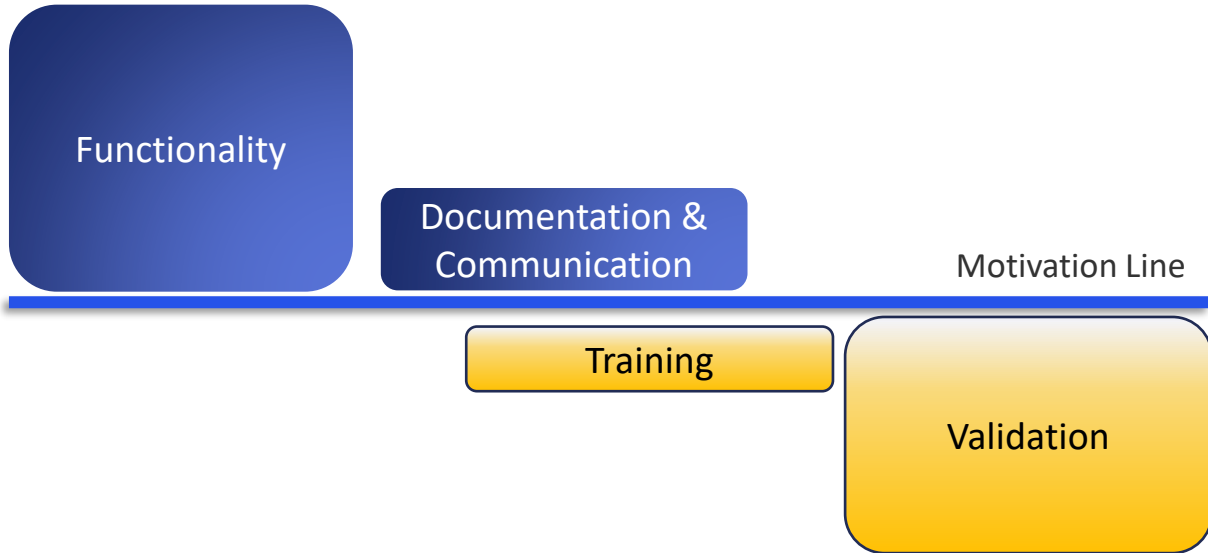 Functionality
Documentation &
Communication
Motivation Line
Training
Validation